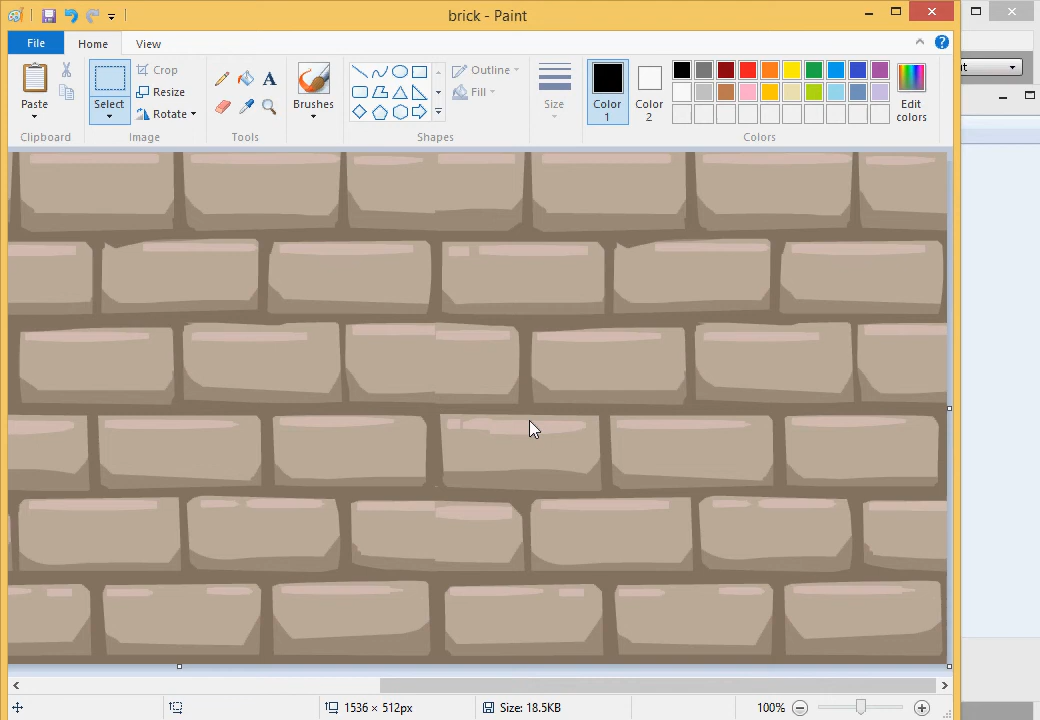 brick - Paint
File Home View
Paste
Select
Crop
Resize
Rotate
Brushes
Outline
Fill
Size
Color
1
Color
2
Edit
colors
Clipboard Image Tools Shapes Colors
A
?
t
1536 × 512px
Size: 18.5KB
100%